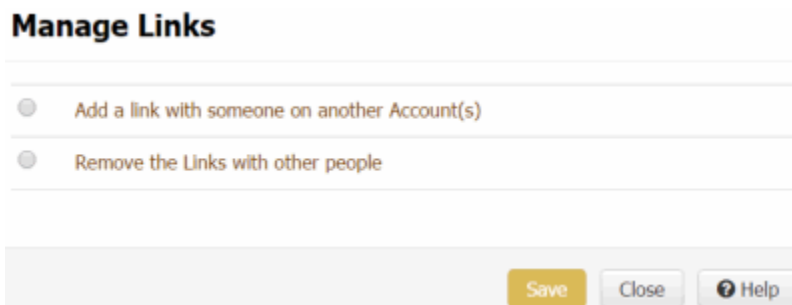 Manage Links
Add a link with someone on another Account(s)
Remove the Links with other people
Save Close Help